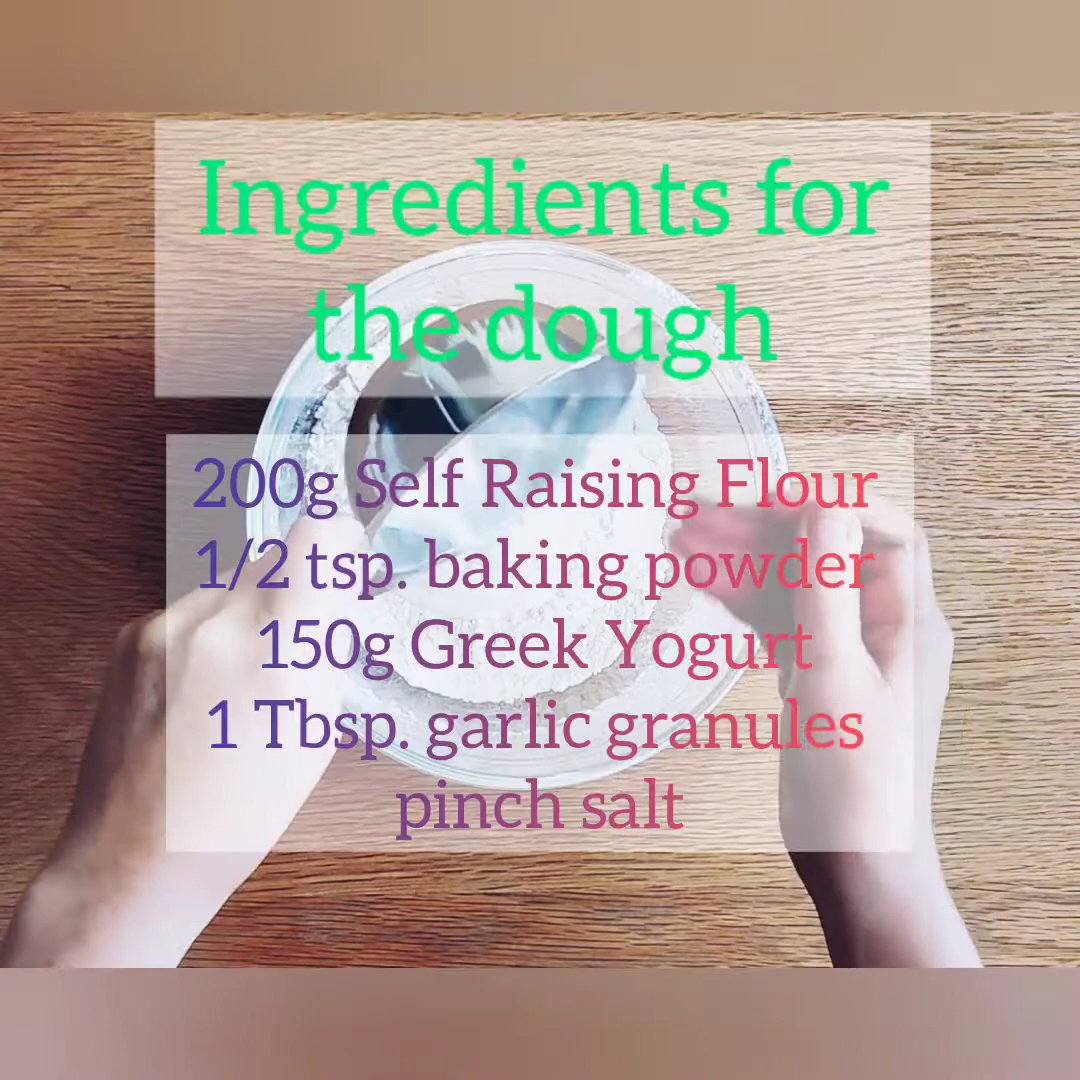 Ingredients for
the dough
200g Self Raising Flour
1/2 tsp. baking powder
150g Greek Yogurt
1 Tbsp. garlic granules
pinch salt